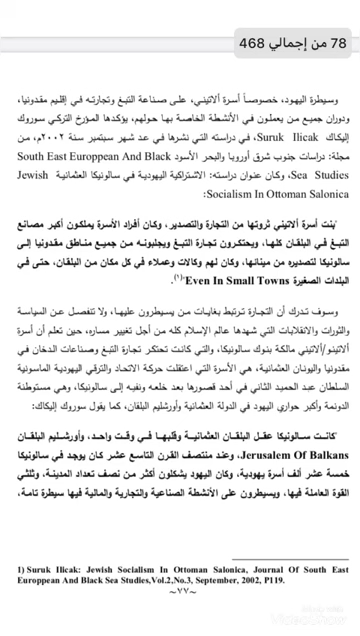 78 من إجمالي 468
وسيطرة اليهود، خصوصاً أسرة ألاتيني، على صناعة التبغ وتجارته في إقليم مقدونيا،
ودوران جميع من يعملون في الأنشطة الخاصة بها حولهم، يؤكدها المؤرخ التركي سوروك
إليكاك Suruk Ilicak، في دراسته التي نشرها في عدد شهر سبتمبر سنة ٢٠٠٢م، من
مجلة: دراسات جنوب شرق أوروبا والبحر الأسود South East Europpean And Black
Sea Studies، وكان عنوان دراسته: الاشتراكية اليهودية في سالونيكا العثمانية Jewish
Socialism In Ottoman Salonica:
"بنت أسرة ألاتيني ثروتها من التجارة والتصدير، وكان أفراد الأسرة يملكون أكبر مصانع
التبغ في البلقان كلها، ويحتكرون تجارة التبغ ويجلبونه من جميع مناطق مقدونيا إلى
سالونيكا لتصديره من مينائها، وكان لهم وكالات وعملاء في كل مكان من البلقان، حتى في
البلدات الصغيرة Even In Small Towns"(١).
وسوف تدرك أن التجارة ترتبط بغايات من يسيطرون عليها، ولا تنفصل عن السياسة
والثورات والانقلابات التي شهدها عالم الإسلام كله من أجل تغيير مساره، حين تعلم أن أسرة
ألاتينو/ألاتيني مالكة بنوك سالونيكا، والتي كانت تحتكر تجارة التبغ وصناعات الدخان في
مقدونيا واليونان العثمانية، هي الأسرة التي اعتقلت حركة الاتحاد والترقي اليهودية الماسونية
السلطان عبد الحميد الثاني في أحد قصورها بعد خلعه ونفيه إلى سالونيكا، وهي مستوطنة
الدونمة وأكبر حواري اليهود في الدولة العثمانية وأورشليم البلقان، كما يقول سوروك إليكاك:
"كانت سالونيكا عقل البلقان العثمانية وقلبها في وقت واحد، وأورشليم البلقان
Jerusalem Of Balkans، وعند منتصف القرن التاسع عشر كان يوجد في سالونيكا
خمسة عشر ألف أسرة يهودية، وكان اليهود يشكلون أكثر من نصف تعداد المدينة، وثلثي
القوة العاملة فيها، ويسيطرون على الأنشطة الصناعية والتجارية والمالية فيها سيطرة تامة،
1) Suruk Ilicak: Jewish Socialism In Ottoman Salonica, Journal Of South East
Europpean And Black Sea Studies,Vol.2,No.3, September, 2002, P119.
~٧٧~
Made With
VideoShow